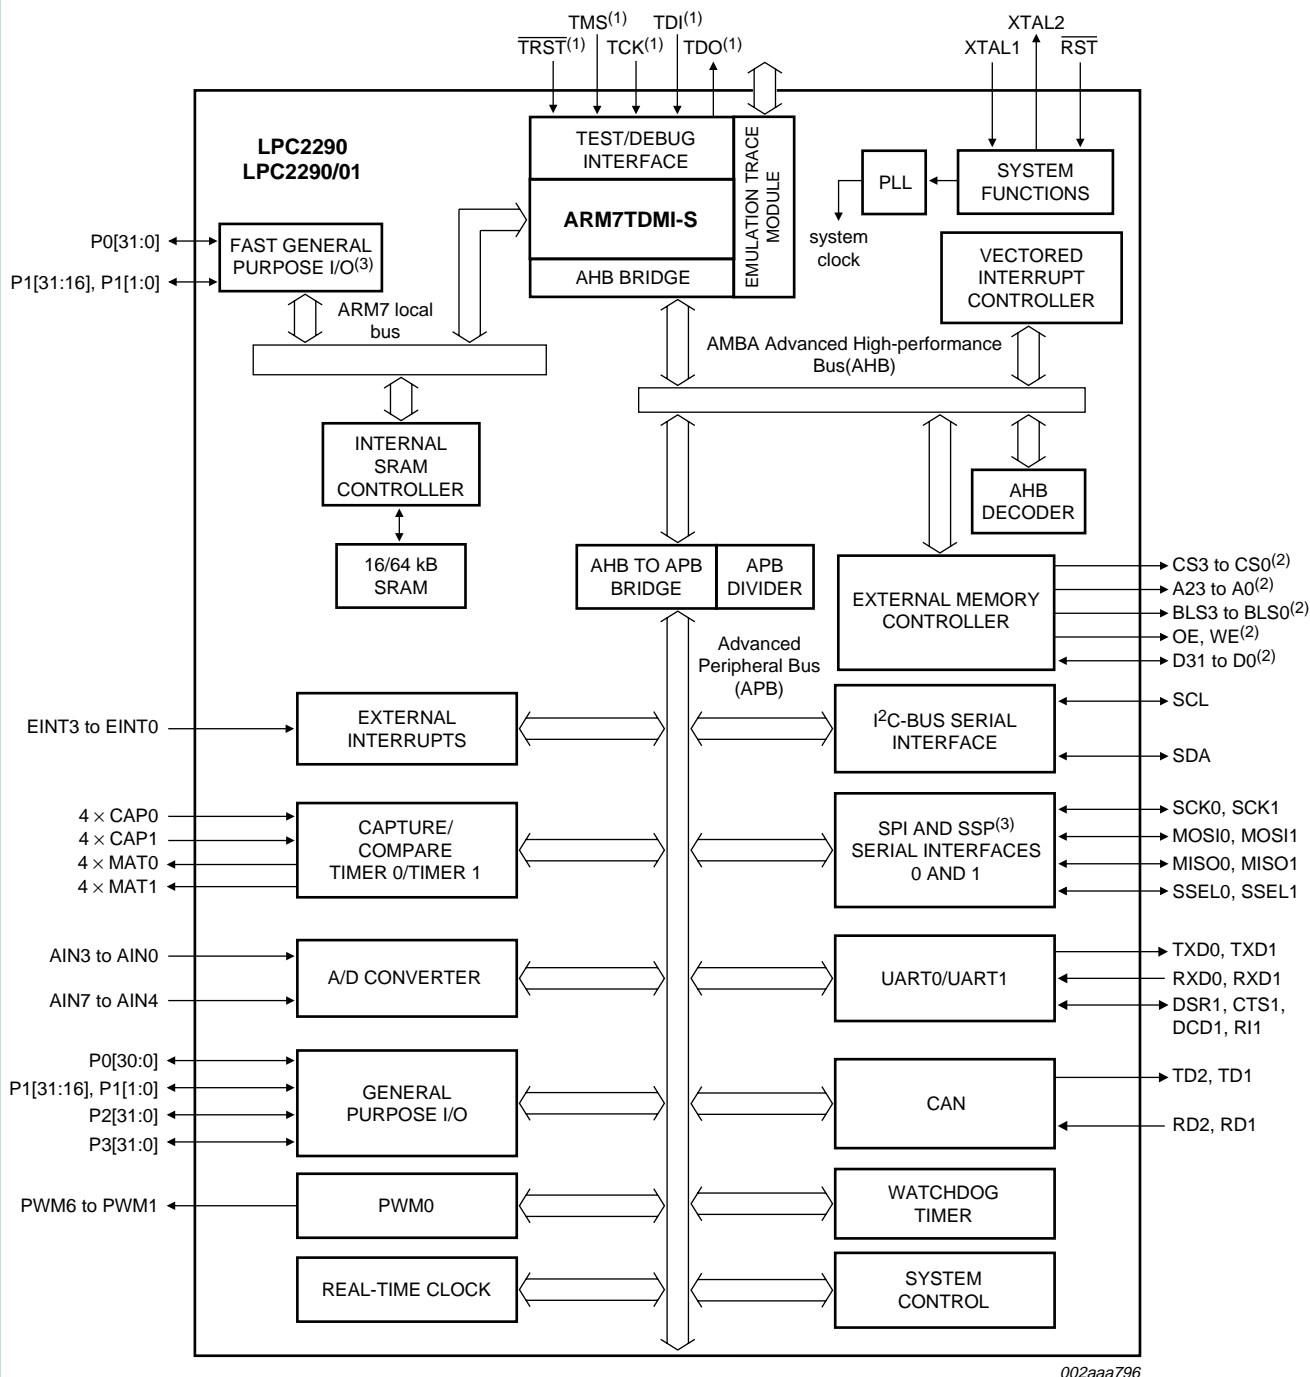 TMS(1) TDI(1) XTAL2
TRST(1) TCK(1) TDO(1) XTAL1 RST
LPC2290
LPC2290/01
TEST/DEBUG
INTERFACE
ARM7TDMI-S
AHB BRIDGE
EMULATION TRACE
MODULE
PLL
SYSTEM
FUNCTIONS
system
clock
P0[31:0]
P1[31:16], P1[1:0]
FAST GENERAL
PURPOSE I/O(3)
VECTORED
INTERRUPT
CONTROLLER
ARM7 local
bus
AMBA Advanced High-performance
Bus(AHB)
INTERNAL
SRAM
CONTROLLER
16/64 kB
SRAM
AHB
DECODER
AHB TO APB
BRIDGE
APB
DIVIDER
EXTERNAL MEMORY
CONTROLLER
CS3 to CS0(2)
A23 to A0(2)
BLS3 to BLS0(2)
OE, WE(2)
D31 to D0(2)
Advanced
Peripheral Bus
(APB)
EINT3 to EINT0
EXTERNAL
INTERRUPTS
I2C-BUS SERIAL
INTERFACE
SCL
SDA
4 × CAP0
4 × CAP1
4 × MAT0
4 × MAT1
CAPTURE/
COMPARE
TIMER 0/TIMER 1
SPI AND SSP(3)
SERIAL INTERFACES
0 AND 1
SCK0, SCK1
MOSI0, MOSI1
MISO0, MISO1
SSEL0, SSEL1
AIN3 to AIN0
AIN7 to AIN4
A/D CONVERTER
UART0/UART1
TXD0, TXD1
RXD0, RXD1
DSR1, CTS1,
DCD1, RI1
P0[30:0]
P1[31:16], P1[1:0]
P2[31:0]
P3[31:0]
GENERAL
PURPOSE I/O
CAN
TD2, TD1
RD2, RD1
PWM6 to PWM1
PWM0
WATCHDOG
TIMER
REAL-TIME CLOCK
SYSTEM
CONTROL
002aaa796